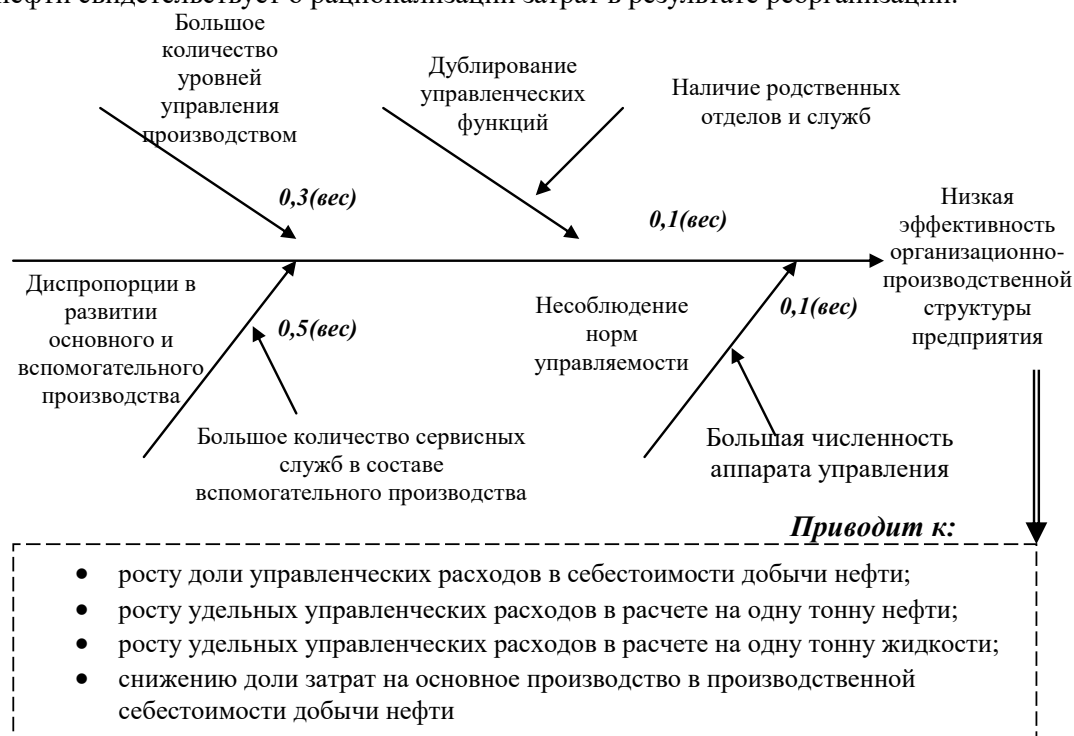 нефти свидетельствует о рационализации затрат в результате реорганизации.
Большое
количество
уровней
управления
производством
Дублирование
управленческих
функций
Наличие родственных
отделов и служб
0,3(вес)
0,1(вес)
Низкая
эффективность
организационно-
производственной
структуры
предприятия
Диспропорции в
развитии
основного и
вспомогательного
производства
0,5(вес)
Несоблюдение
норм
управляемости
0,1(вес)
Большое количество сервисных
служб в составе
вспомогательного производства
Большая численность
аппарата управления
Приводит к:
• росту доли управленческих расходов в себестоимости добычи нефти;
• росту удельных управленческих расходов в расчете на одну тонну нефти;
• росту удельных управленческих расходов в расчете на одну тонну жидкости;
• снижению доли затрат на основное производство в производственной
себестоимости добычи нефти